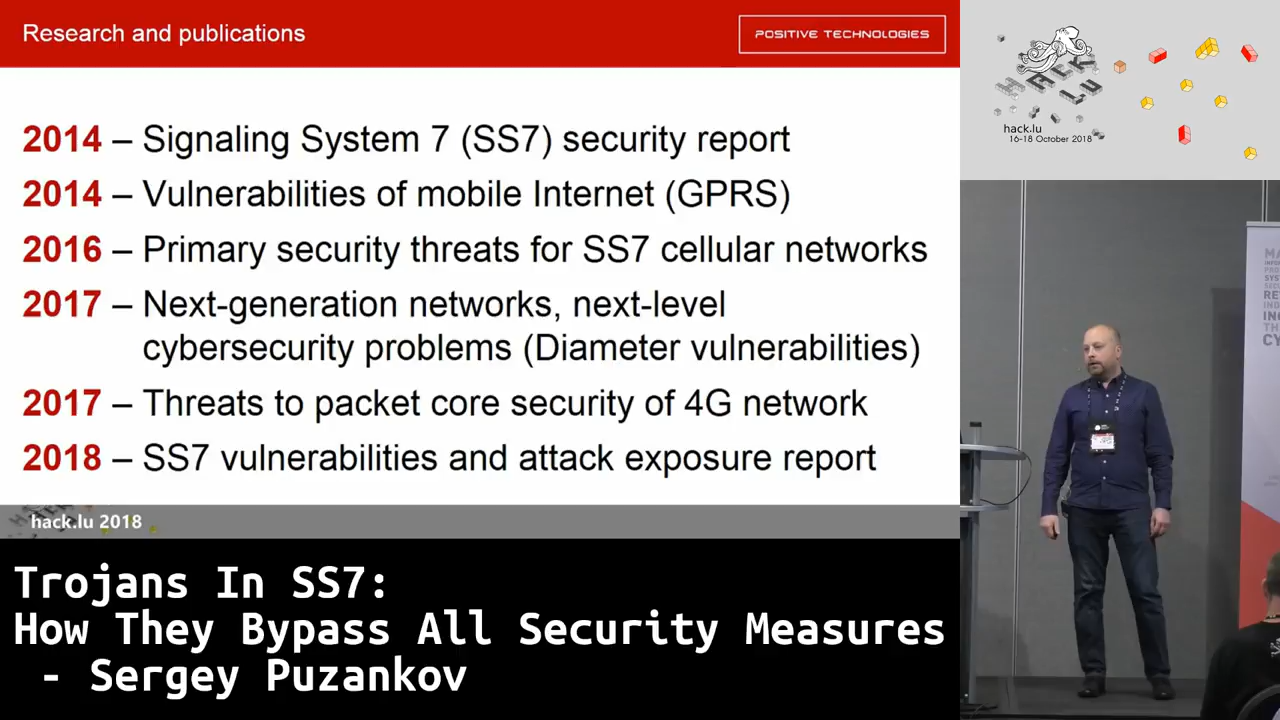 Research and publications
POSITIVE TECHNOLOGIES
2014 – Signaling System 7 (SS7) security report
2014 – Vulnerabilities of mobile Internet (GPRS)
2016 – Primary security threats for SS7 cellular networks
2017 – Next-generation networks, next-level
cybersecurity problems (Diameter vulnerabilities)
2017 – Threats to packet core security of 4G network
2018 – SS7 vulnerabilities and attack exposure report
hack.lu 2018
Trojans In SS7:
How They Bypass All Security Measures
- Sergey Puzankov
HACK
LU
hack.lu
16-18 October 2018